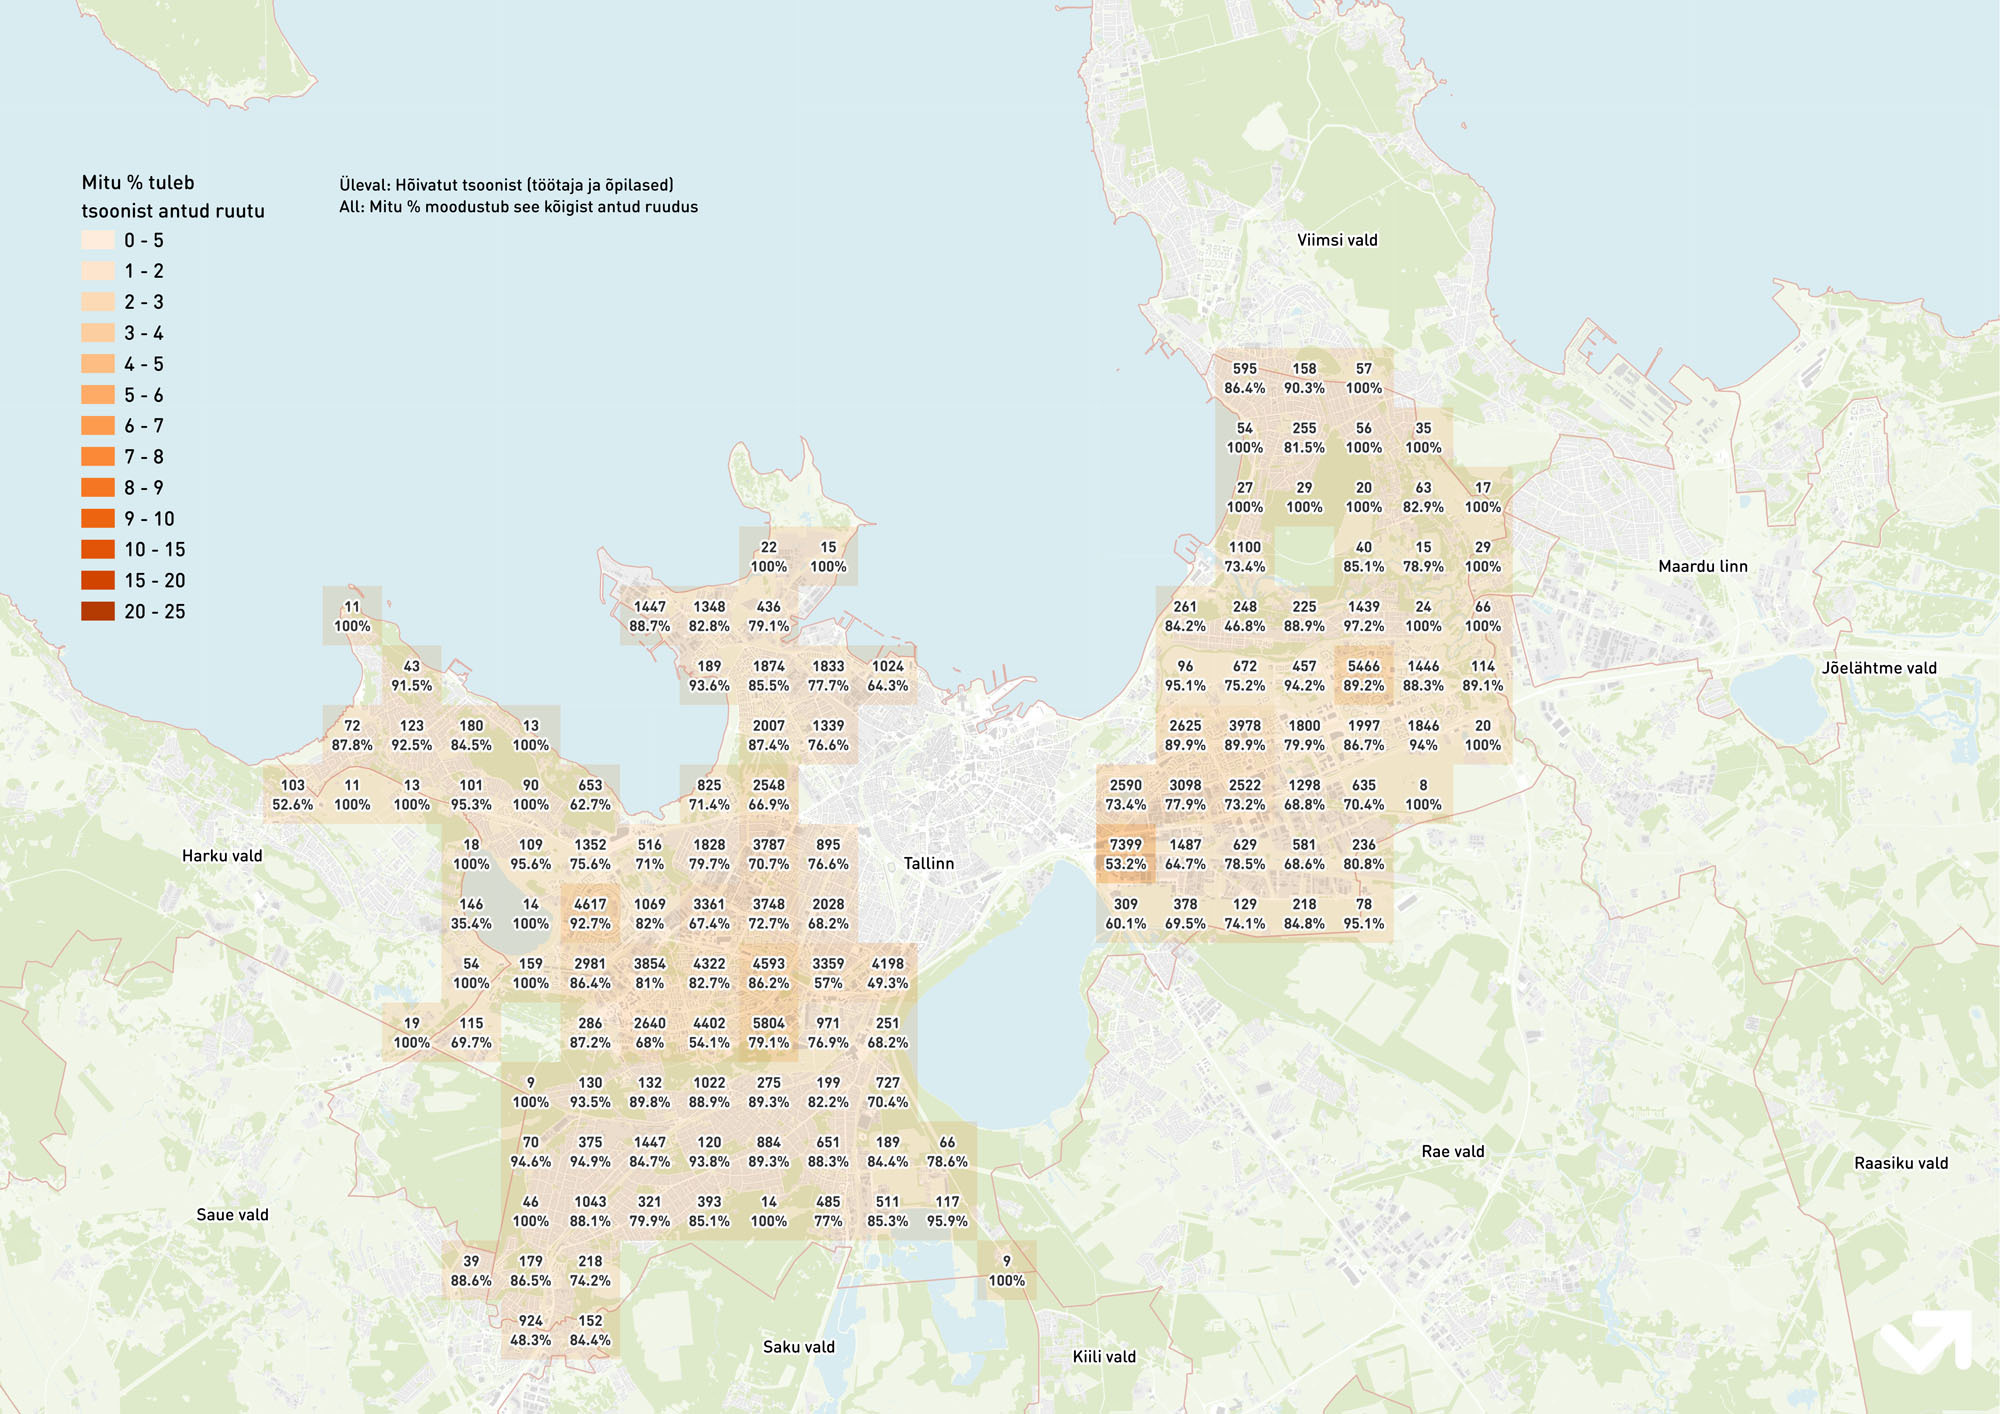 Mitu % tuleb
tsoonist antud ruutu
0 - 5
1 - 2
2 - 3
3 - 4
4 - 5
5 - 6
6 - 7
7 - 8
8 - 9
9 - 10
10 - 15
15 - 20
20 - 25
Üleval: Hõivatut tsoonist (töötaja ja õpilased)
All: Mitu % moodustub see kõigist antud ruudus
Viimsi vald
595 158 57
86.4% 90.3% 100%
54 255 56 35
100% 81.5% 100% 100%
27 29 20 63 17
100% 100% 100% 82.9% 100%
22 15 1100 40 15 29
100% 100% 73.4% 85.1% 78.9% 100%
Maardu linn
11 1447 1348 436 261 248 225 1439 24 66
100% 88.7% 82.8% 79.1% 84.2% 46.8% 88.9% 97.2% 100% 100%
43 189 1874 1833 1024 96 672 457 5466 1446 114
91.5% 93.6% 85.5% 77.7% 64.3% 95.1% 75.2% 94.2% 89.2% 88.3% 89.1%
Jõelähtme vald
72 123 180 13 2007 1339 2625 3978 1800 1997 1846 20
87.8% 92.5% 84.5% 100% 87.4% 76.6% 89.9% 89.9% 79.9% 86.7% 94% 100%
103 11 13 101 90 653 825 2548 2590 3098 2522 1298 635 8
52.6% 100% 100% 95.3% 100% 62.7% 71.4% 66.9% 73.4% 77.9% 73.2% 68.8% 70.4% 100%
18 109 1352 516 1828 3787 895 7399 1487 629 581 236
Harku vald
100% 95.6% 75.6% 71% 79.7% 70.7% 76.6% Tallinn 53.2% 64.7% 78.5% 68.6% 80.8%
146 14 4617 1069 3361 3748 2028 309 378 129 218 78
35.4% 100% 92.7% 82% 67.4% 72.7% 68.2% 60.1% 69.5% 74.1% 84.8% 95.1%
54 159 2981 3854 4322 4593 3359 4198
100% 100% 86.4% 81% 82.7% 86.2% 57% 49.3%
19 115 286 2640 4402 5804 971 251
100% 69.7% 87.2% 68% 54.1% 79.1% 76.9% 68.2%
9 130 132 1022 275 199 727
100% 93.5% 89.8% 88.9% 89.3% 82.2% 70.4%
70 375 1447 120 884 651 189 66
94.6% 94.9% 84.7% 93.8% 89.3% 88.3% 84.4% 78.6%
Rae vald
Raasiku vald
46 1043 321 393 14 485 511 117
100% 88.1% 79.9% 85.1% 100% 77% 85.3% 95.9%
Saue vald
39 179 218 9
88.6% 86.5% 74.2% 100%
924 152
48.3% 84.4%
Saku vald
Kiili vald